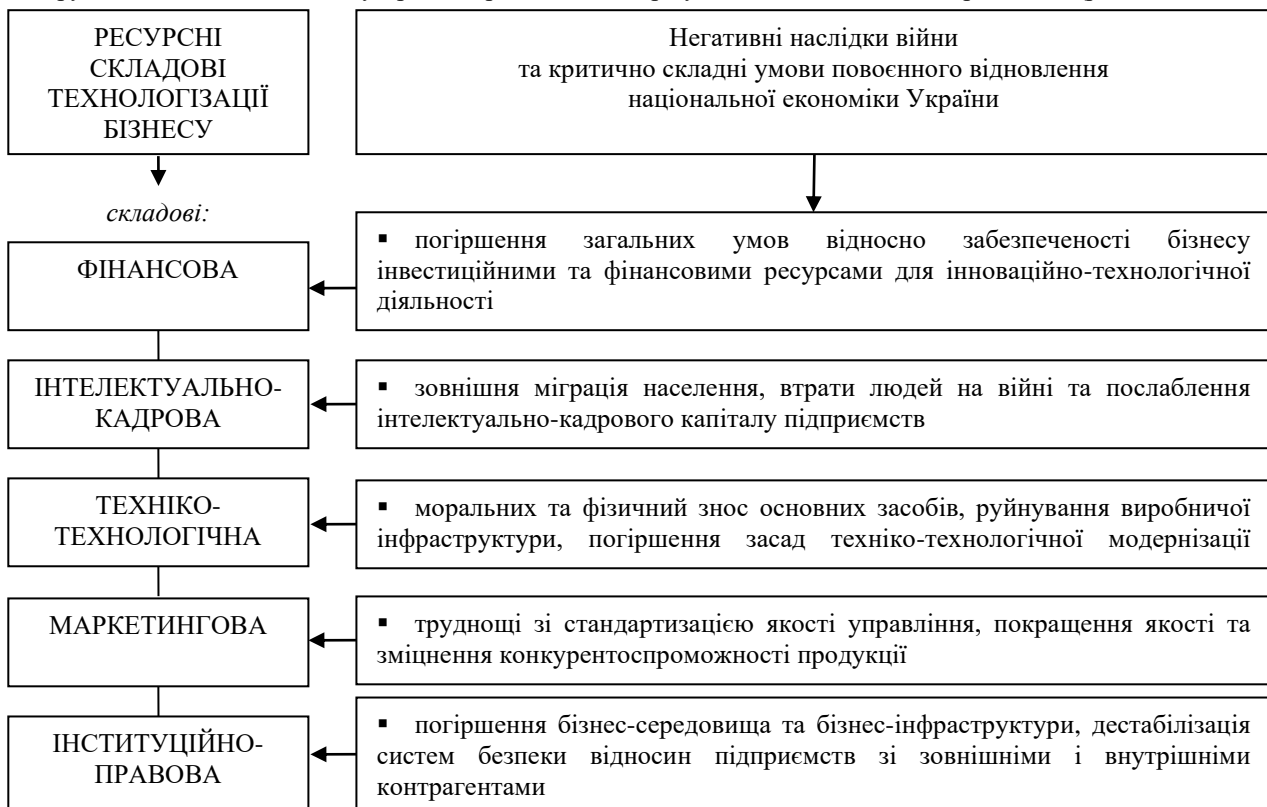 РЕСУРСНІ
СКЛАДОВІ
ТЕХНОЛОГІЗАЦІЇ
БІЗНЕСУ
Негативні наслідки війни
та критично складні умови повоєнного відновлення
національної економіки України
складові:
ФІНАНСОВА
▪ погіршення загальних умов відносно забезпеченості бізнесу
інвестиційними та фінансовими ресурсами для інноваційно-технологічної
діяльності
ІНТЕЛЕКТУАЛЬНО-
КАДРОВА
▪ зовнішня міграція населення, втрати людей на війні та послаблення
інтелектуально-кадрового капіталу підприємств
ТЕХНІКО-
ТЕХНОЛОГІЧНА
▪ моральних та фізичний знос основних засобів, руйнування виробничої
інфраструктури, погіршення засад техніко-технологічної модернізації
МАРКЕТИНГОВА
▪ труднощі зі стандартизацією якості управління, покращення якості та
зміцнення конкурентоспроможності продукції
ІНСТИТУЦІЙНО-
ПРАВОВА
▪ погіршення бізнес-середовища та бізнес-інфраструктури, дестабілізація
систем безпеки відносин підприємств зі зовнішніми і внутрішніми
контрагентами